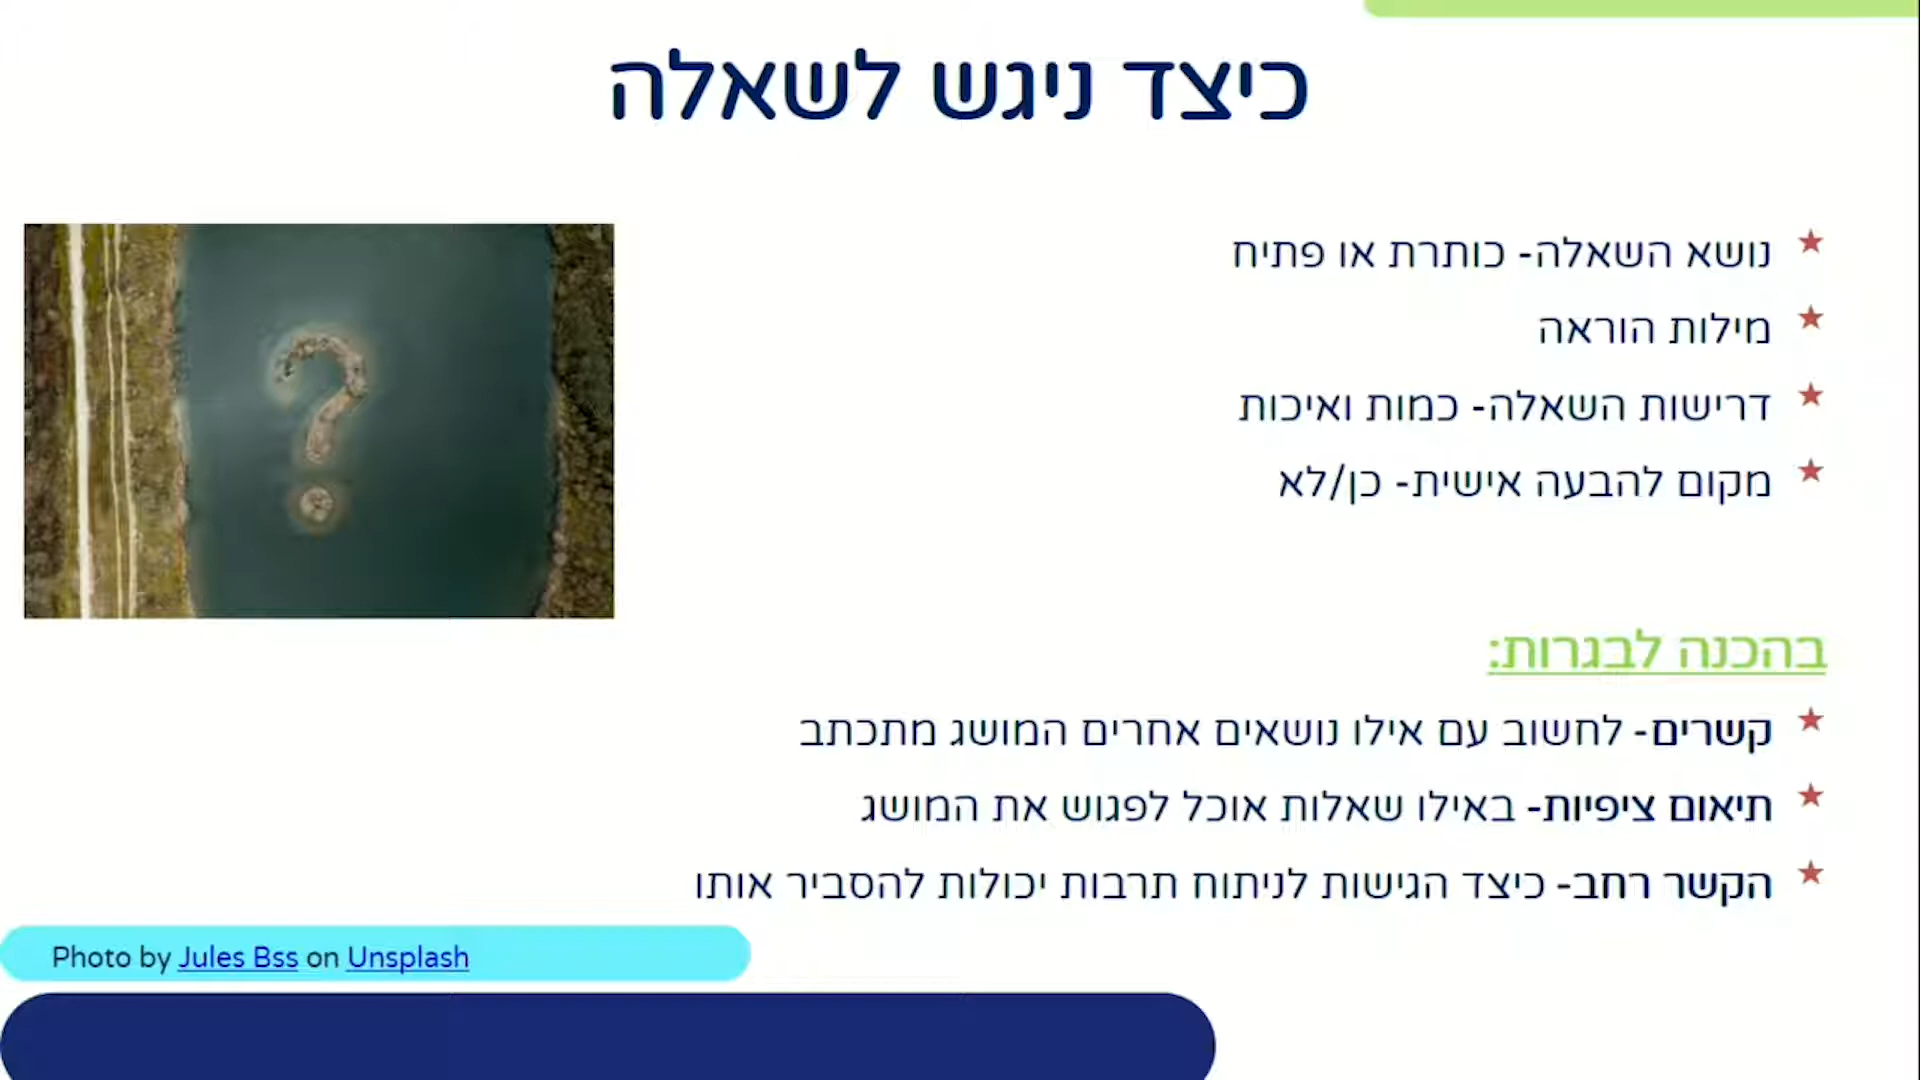 כיצד ניגש לשאלה
נושא השאלה- כותרת או פתיח
מילות הוראה
דרישות השאלה- כמות ואיכות
מקום להבעה אישית- כן/לא
בהכנה לבגרות:
קשרים- לחשוב עם אילו נושאים אחרים המושג מתכתב
תיאום ציפיות- באילו שאלות אוכל לפגוש את המושג
הקשר רחב- כיצד הגישות לניתוח תרבות יכולות להסביר אותו
Photo by Jules Bss on Unsplash